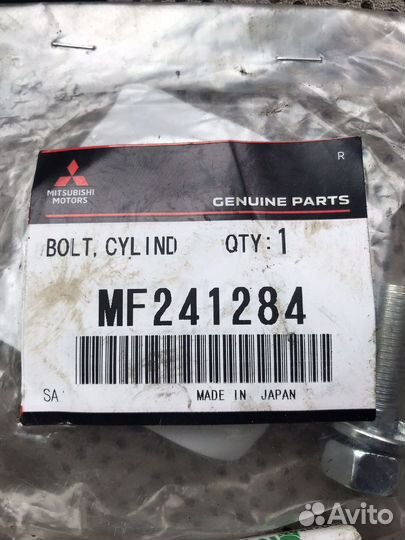 R
MITSUBISHI
MOTORS
GENUINE PARTS
BOLT, CYLIND QTY: 1
MF241284
SA MADE IN JAPAN
Avito